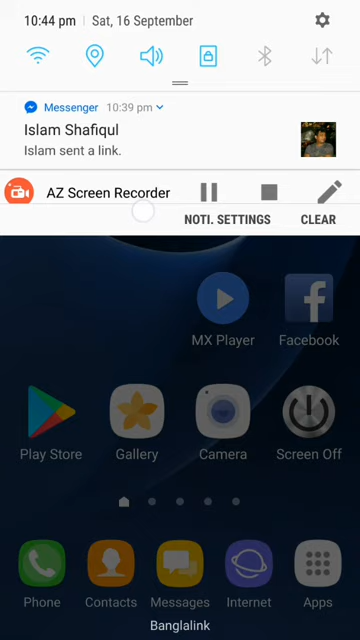 10:44 pm | Sat, 16 September
Messenger 10:39 pm
Islam Shafiqul
Islam sent a link.
AZ Screen Recorder
NOTI. SETTINGS CLEAR
MX Player Facebook
Play Store Gallery Camera Screen Off
Phone Contacts Messages Internet Apps
Banglalink